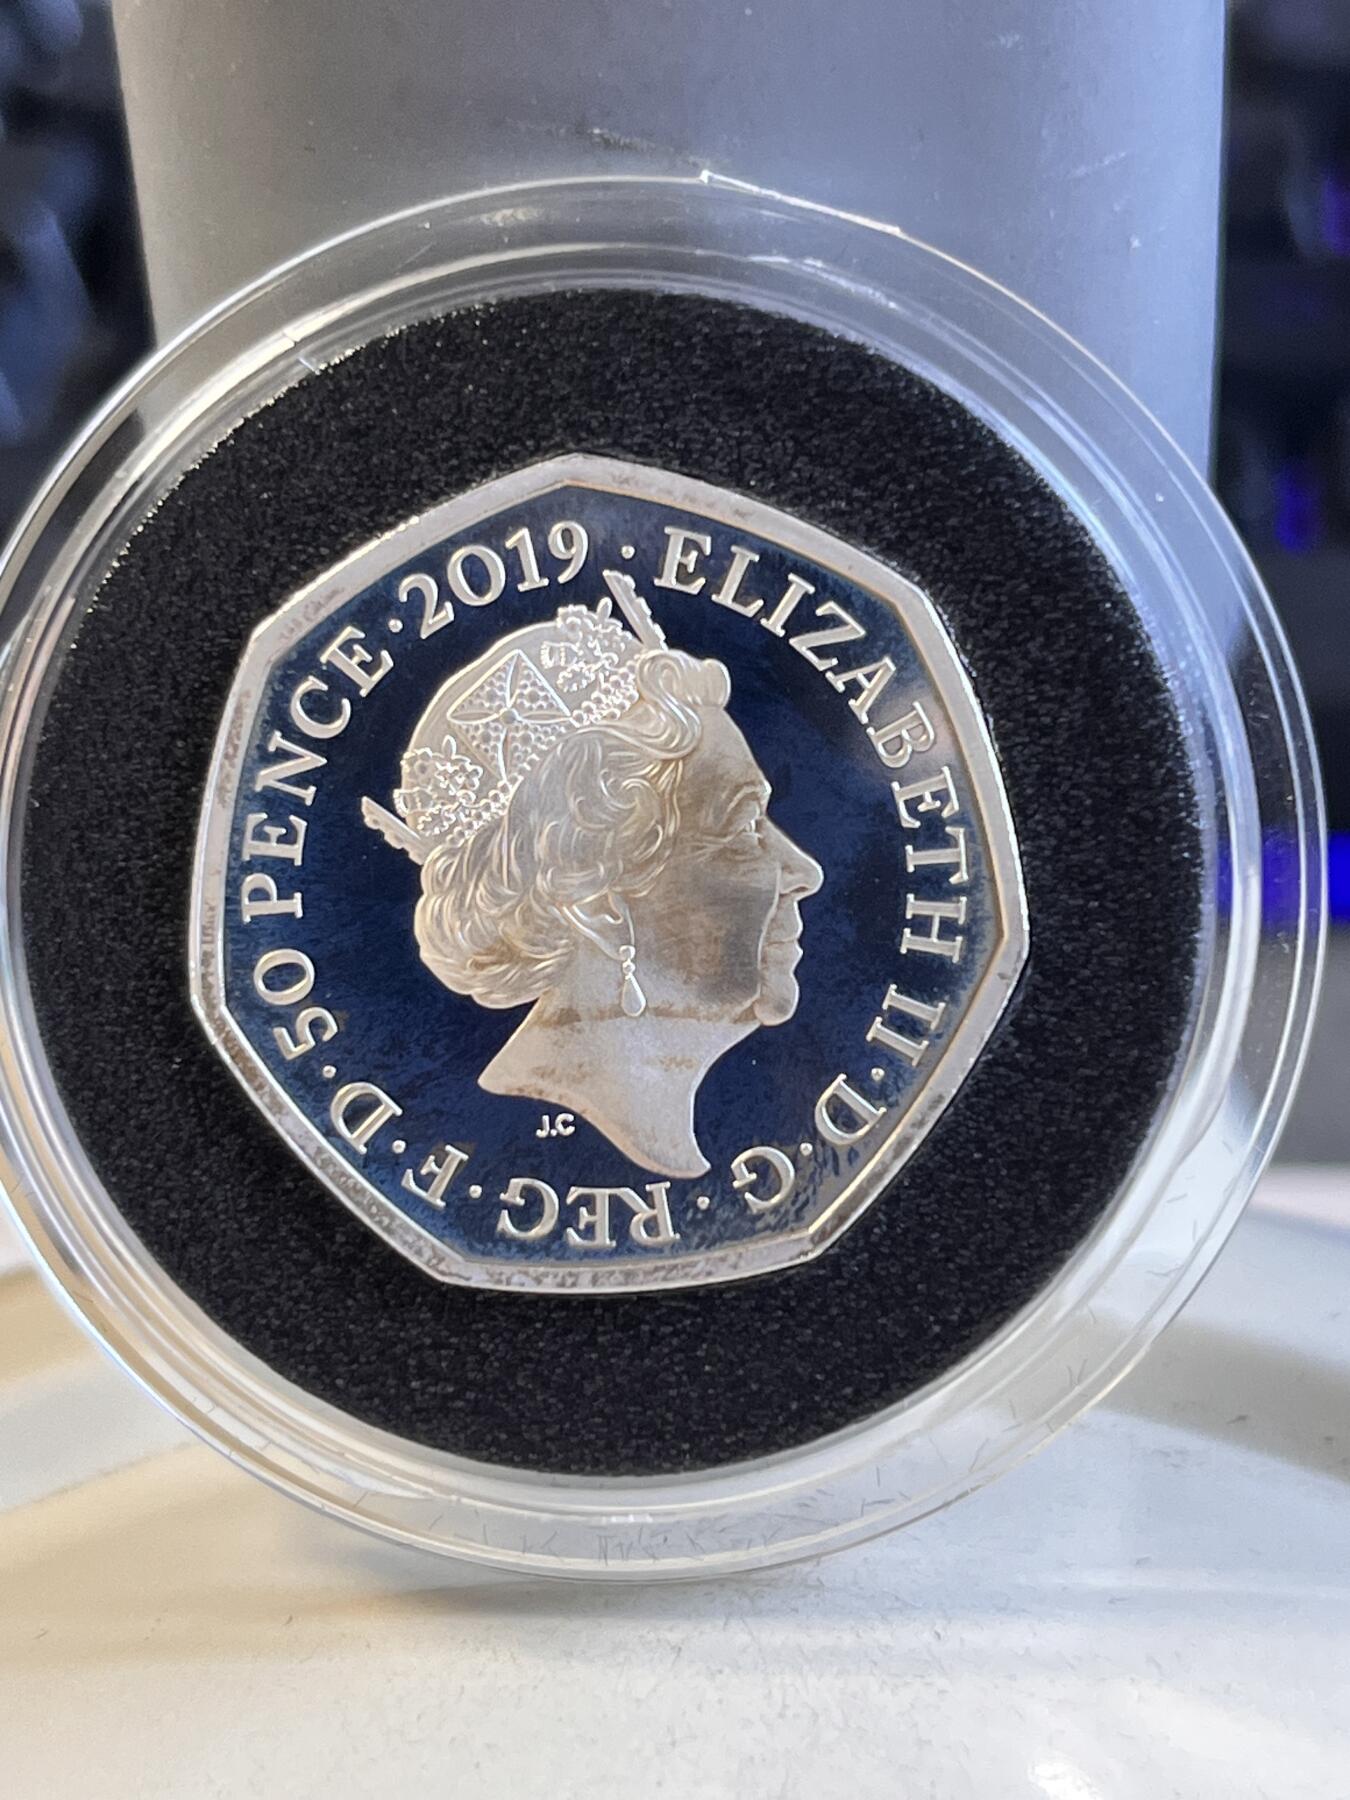 ELIZABETH II · D · G · REG · F · D · 50 PENCE · 2019 ·
J.C